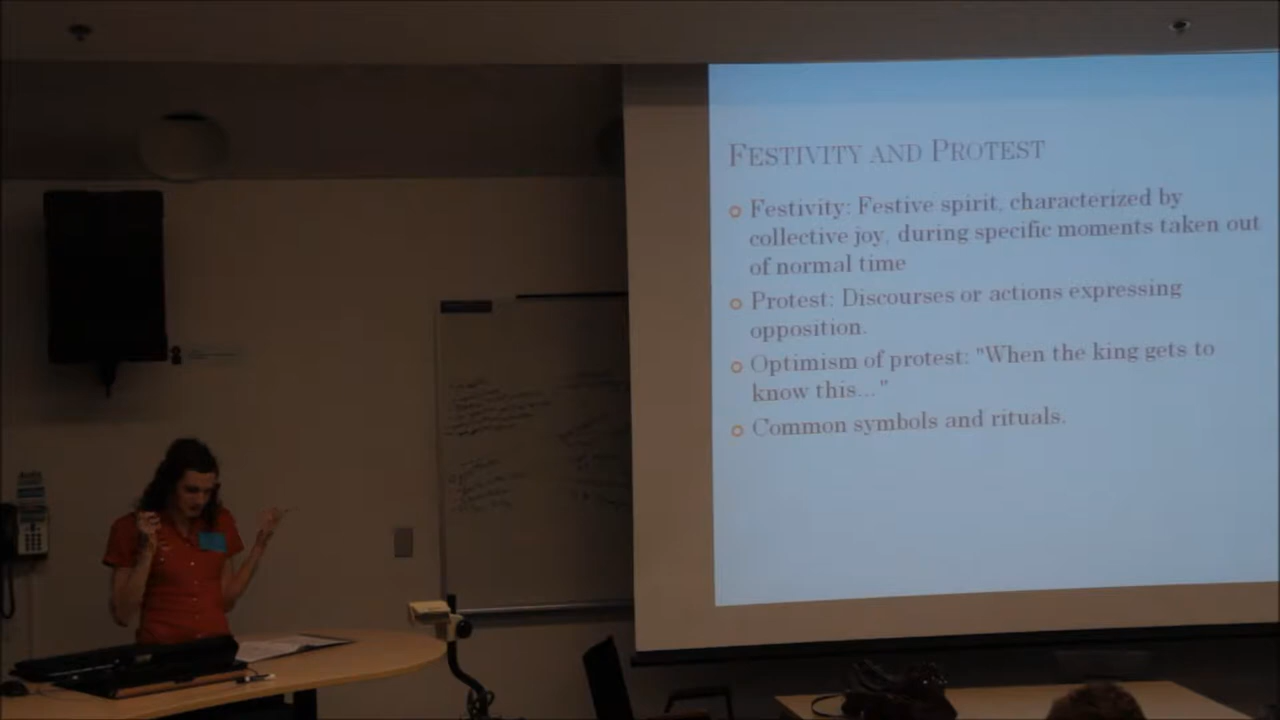 FESTIVITY AND PROTEST
Festivity: Festive spirit, characterized by
collective joy, during specific moments taken out
of normal time
Protest: Discourses or actions expressing
opposition.
Optimism of protest: "When the king gets to
know this..."
Common symbols and rituals.